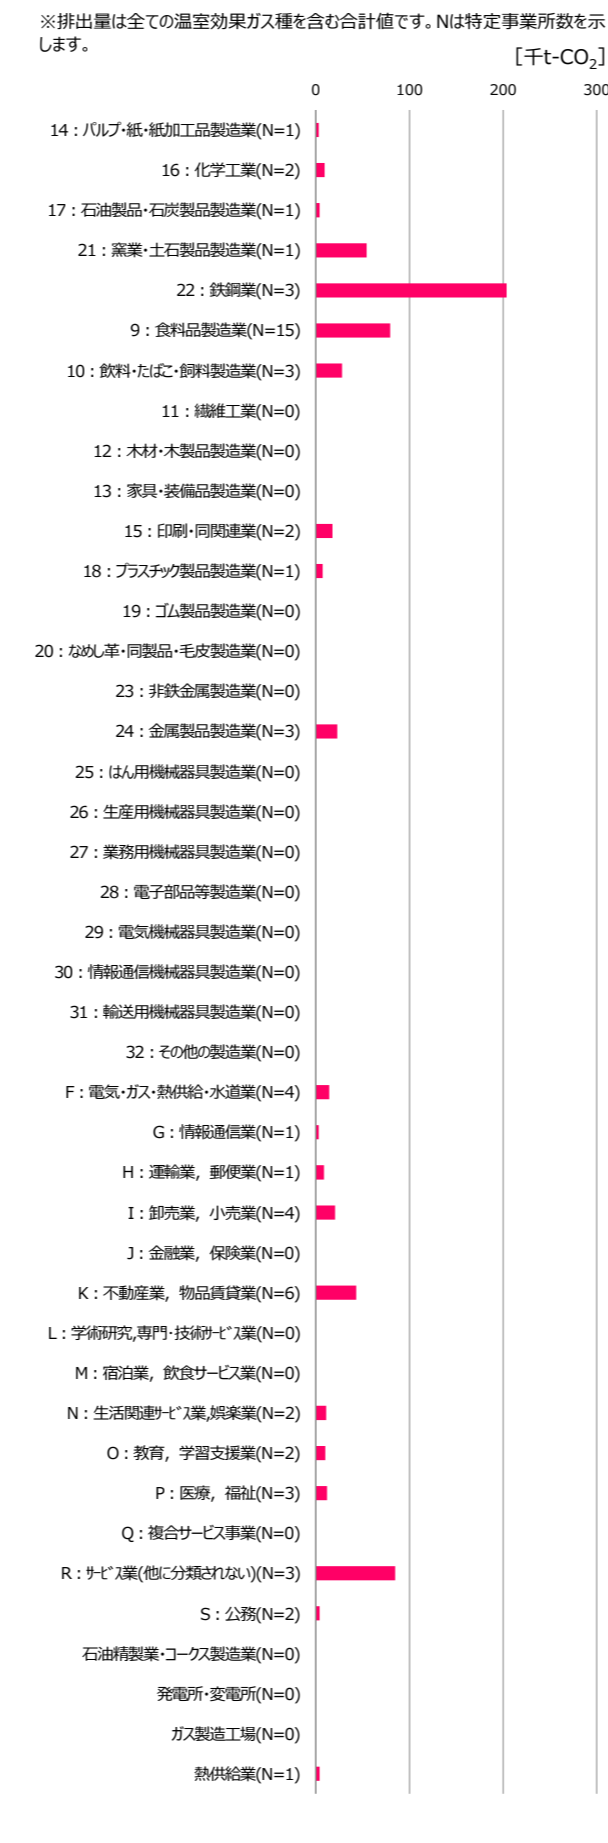 ※排出量は全ての温室効果ガス種を含む合計値です。Nは特定事業所数を示
します。
[千t-CO₂]
0 100 200 300
14：パルプ・紙・紙加工品製造業(N=1)
16：化学工業(N=2)
17：石油製品・石炭製品製造業(N=1)
21：窯業・土石製品製造業(N=1)
22：鉄鋼業(N=3)
9：食料品製造業(N=15)
10：飲料・たばこ・飼料製造業(N=3)
11：繊維工業(N=0)
12：木材・木製品製造業(N=0)
13：家具・装備品製造業(N=0)
15：印刷・同関連業(N=2)
18：プラスチック製品製造業(N=1)
19：ゴム製品製造業(N=0)
20：なめし革・同製品・毛皮製造業(N=0)
23：非鉄金属製造業(N=0)
24：金属製品製造業(N=3)
25：はん用機械器具製造業(N=0)
26：生産用機械器具製造業(N=0)
27：業務用機械器具製造業(N=0)
28：電子部品等製造業(N=0)
29：電気機械器具製造業(N=0)
30：情報通信機械器具製造業(N=0)
31：輸送用機械器具製造業(N=0)
32：その他の製造業(N=0)
F：電気・ガス・熱供給・水道業(N=4)
G：情報通信業(N=1)
H：運輸業，郵便業(N=1)
I：卸売業，小売業(N=4)
J：金融業，保険業(N=0)
K：不動産業，物品賃貸業(N=6)
L：学術研究,専門・技術ｻｰﾋﾞｽ業(N=0)
M：宿泊業，飲食サービス業(N=0)
N：生活関連ｻｰﾋﾞｽ業,娯楽業(N=2)
O：教育，学習支援業(N=2)
P：医療，福祉(N=3)
Q：複合サービス事業(N=0)
R：ｻｰﾋﾞｽ業(他に分類されない)(N=3)
S：公務(N=2)
石油精製業・コークス製造業(N=0)
発電所・変電所(N=0)
ガス製造工場(N=0)
熱供給業(N=1)